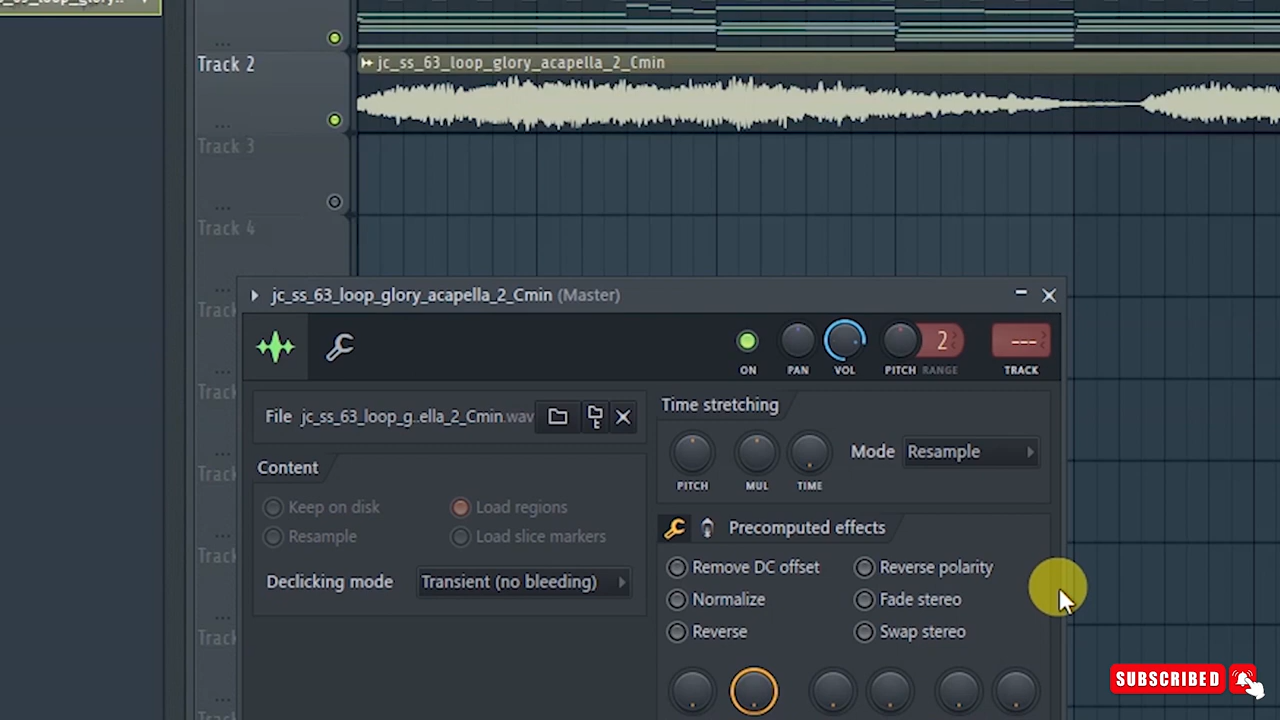 Track 2
jc_ss_63_loop_glory_acapella_2_Cmin
Track 3
Track 4
jc_ss_63_loop_glory_acapella_2_Cmin (Master)
ON
PAN
VOL
PITCH
2
RANGE
---
TRACK
File jc_ss_63_loop_g..ella_2_Cmin.wav
Time stretching
PITCH
MUL
TIME
Mode Resample
Content
Keep on disk
Load regions
Resample
Load slice markers
Declicking mode Transient (no bleeding)
Precomputed effects
Remove DC offset
Reverse polarity
Normalize
Fade stereo
Reverse
Swap stereo
SUBSCRIBED